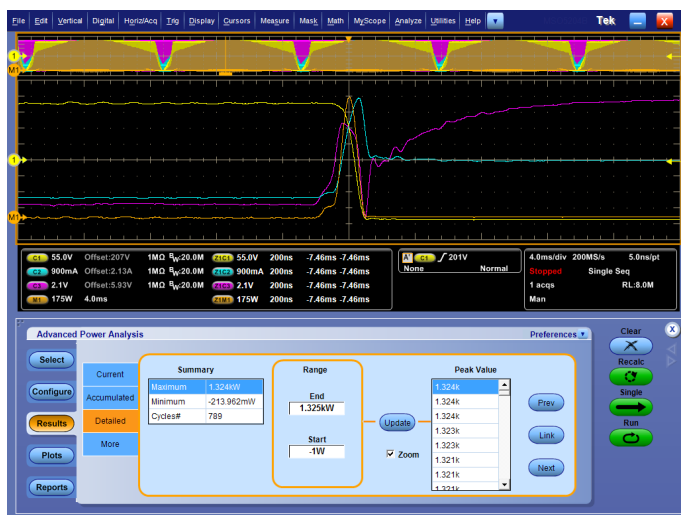 File Edit Vertical Digital Horiz/Acq Trig Display Cursors Measure Mask Math MyScope Analyze Utilities Help Tek X
1
M1
1
M1
C1 55.0V Offset:207V 1MΩ BW:20.0M Z1C1 55.0V 200ns -7.46ms -7.46ms
C2 900mA Offset:2.13A 1MΩ BW:20.0M Z1C2 900mA 200ns -7.46ms -7.46ms
C3 2.1V Offset:5.93V 1MΩ BW:20.0M Z1C3 2.1V 200ns -7.46ms -7.46ms
M1 175W 4.0ms Z1M1 175W 200ns -7.46ms -7.46ms
A' C1 201V
None Normal
4.0ms/div 200MS/s 5.0ns/pt
Stopped Single Seq
1 acqs RL:8.0M
Man
Advanced Power Analysis Preferences
Select
Configure
Results
Plots
Reports
Current
Accumulated
Detailed
More
Summary
Maximum 1.324kW
Minimum -213.962mW
Cycles# 789
Range
End
1.325kW
Start
-1W
Update
Zoom
Peak Value
1.324k
1.324k
1.324k
1.323k
1.323k
1.321k
1.321k
1.321k
Prev
Link
Next
Clear
X
Recalc
Single
Run
X